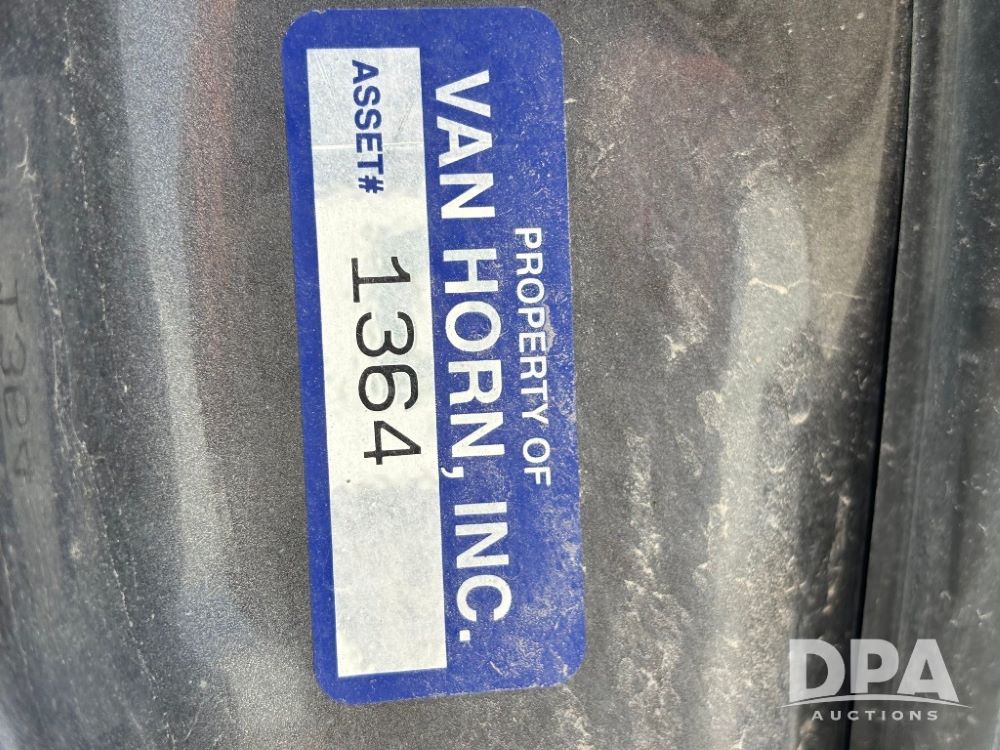 PROPERTY OF
VAN HORN, INC.
ASSET# 1364
DPA
AUCTIONS